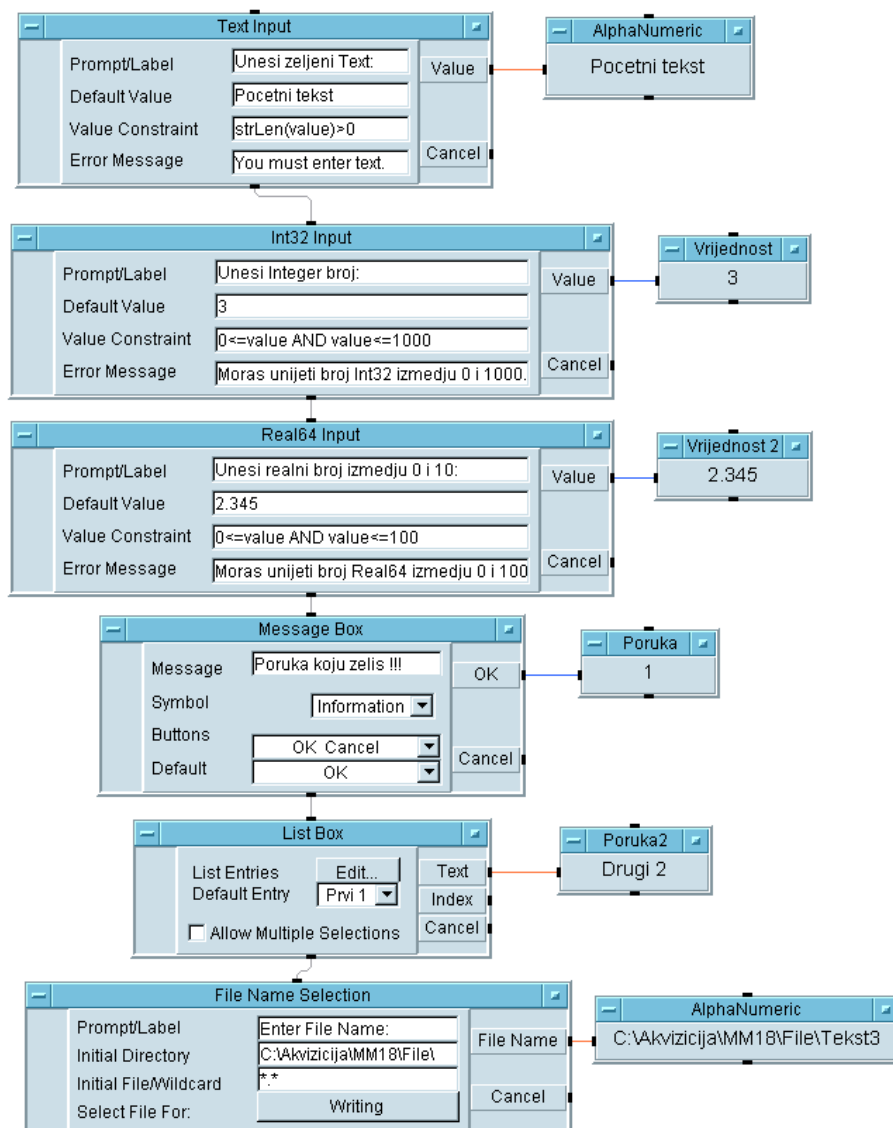 Text Input
AlphaNumeric
Prompt/Label Unesi zeljeni Text:
Value
Pocetni tekst
Default Value Pocetni tekst
Value Constraint strLen(value)>0
Error Message You must enter text.
Cancel
Int32 Input
Vrijednost
Prompt/Label Unesi Integer broj:
Value
3
Default Value 3
Value Constraint 0<=value AND value<=1000
Error Message Moras unijeti broj Int32 izmedju 0 i 1000.
Cancel
Real64 Input
Vrijednost 2
Prompt/Label Unesi realni broj izmedju 0 i 10:
Value
2.345
Default Value 2.345
Value Constraint 0<=value AND value<=100
Error Message Moras unijeti broj Real64 izmedju 0 i 100
Cancel
Message Box
Poruka
Message Poruka koju zelis !!!
OK
1
Symbol Information
Buttons OK Cancel
Default OK
Cancel
List Box
Poruka2
List Entries Edit...
Text
Drugi 2
Default Entry Prvi 1
Index
Allow Multiple Selections
Cancel
File Name Selection
AlphaNumeric
Prompt/Label Enter File Name:
File Name
C:\Akvizicija\MM18\File\Tekst3
Initial Directory C:\Akvizicija\MM18\File\
Initial File/Wildcard *.*
Select File For: Writing
Cancel